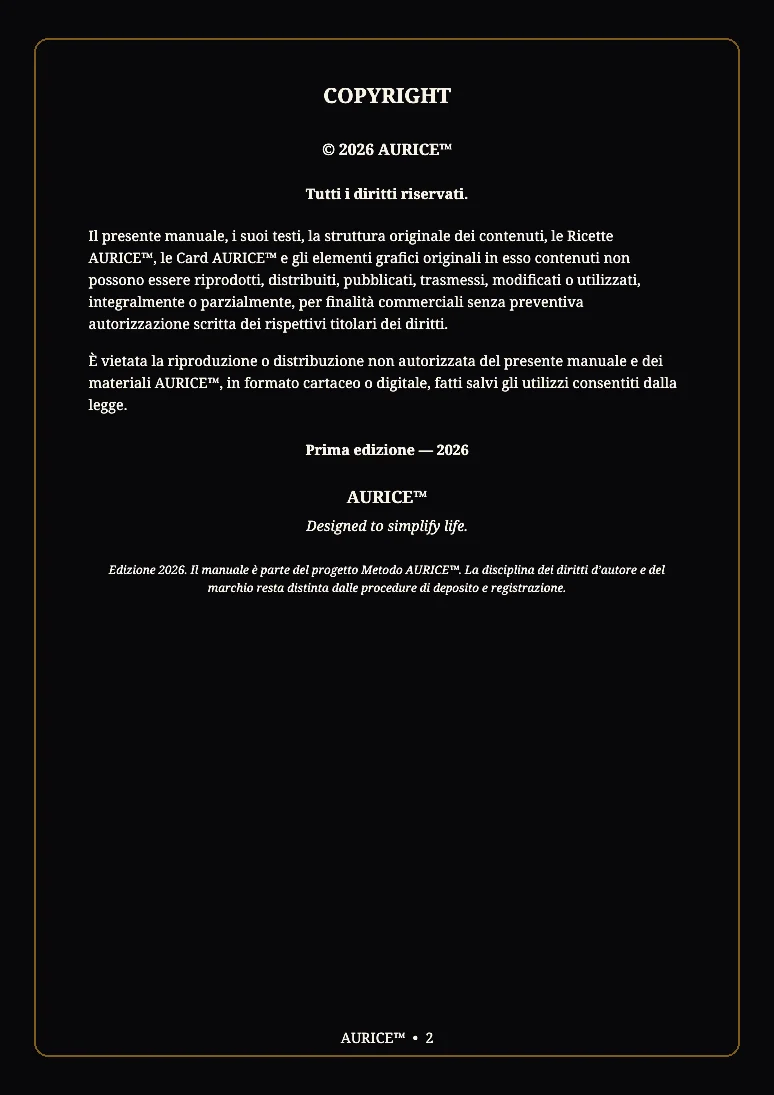 COPYRIGHT
© 2026 AURICE™
Tutti i diritti riservati.
Il presente manuale, i suoi testi, la struttura originale dei contenuti, le Ricette
AURICE™, le Card AURICE™ e gli elementi grafici originali in esso contenuti non
possono essere riprodotti, distribuiti, pubblicati, trasmessi, modificati o utilizzati,
integralmente o parzialmente, per finalità commerciali senza preventiva
autorizzazione scritta dei rispettivi titolari dei diritti.
È vietata la riproduzione o distribuzione non autorizzata del presente manuale e dei
materiali AURICE™, in formato cartaceo o digitale, fatti salvi gli utilizzi consentiti dalla
legge.
Prima edizione — 2026
AURICE™
Designed to simplify life.
Edizione 2026. Il manuale è parte del progetto Metodo AURICE™. La disciplina dei diritti d’autore e del
marchio resta distinta dalle procedure di deposito e registrazione.
AURICE™ • 2